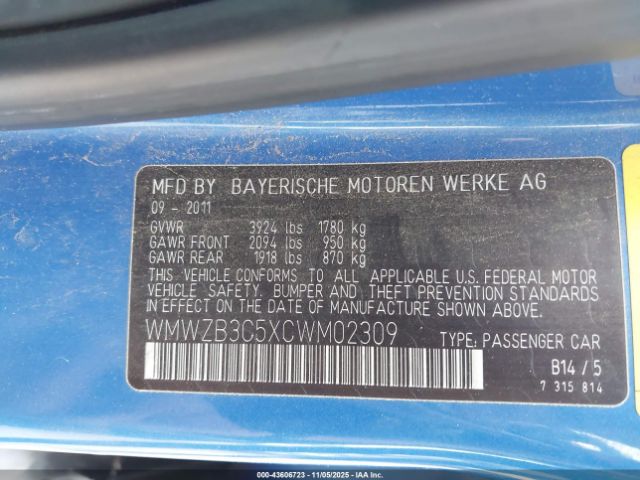 MFD BY BAYERISCHE MOTOREN WERKE AG
09 - 2011
GVWR 3924 lbs 1780 kg
GAWR FRONT 2094 lbs 950 kg
GAWR REAR 1918 lbs 870 kg
THIS VEHICLE CONFORMS TO ALL APPLICABLE U.S. FEDERAL MOTOR
VEHICLE SAFETY, BUMPER AND THEFT PREVENTION STANDARDS
IN EFFECT ON THE DATE OF MANUFACTURE SHOWN ABOVE.
WMWZB3C5XCWM02309 TYPE: PASSENGER CAR
B14 / 5
7 315 814
000-43606723 - 11/05/2025 - IAAI.COM